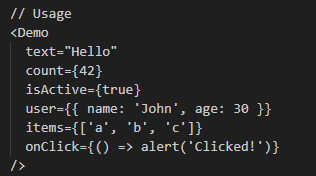 // Usage
<Demo
  text="Hello"
  count={42}
  isActive={true}
  user={{ name: 'John', age: 30 }}
  items={['a', 'b', 'c']}
  onClick={() => alert('Clicked!')}
/>